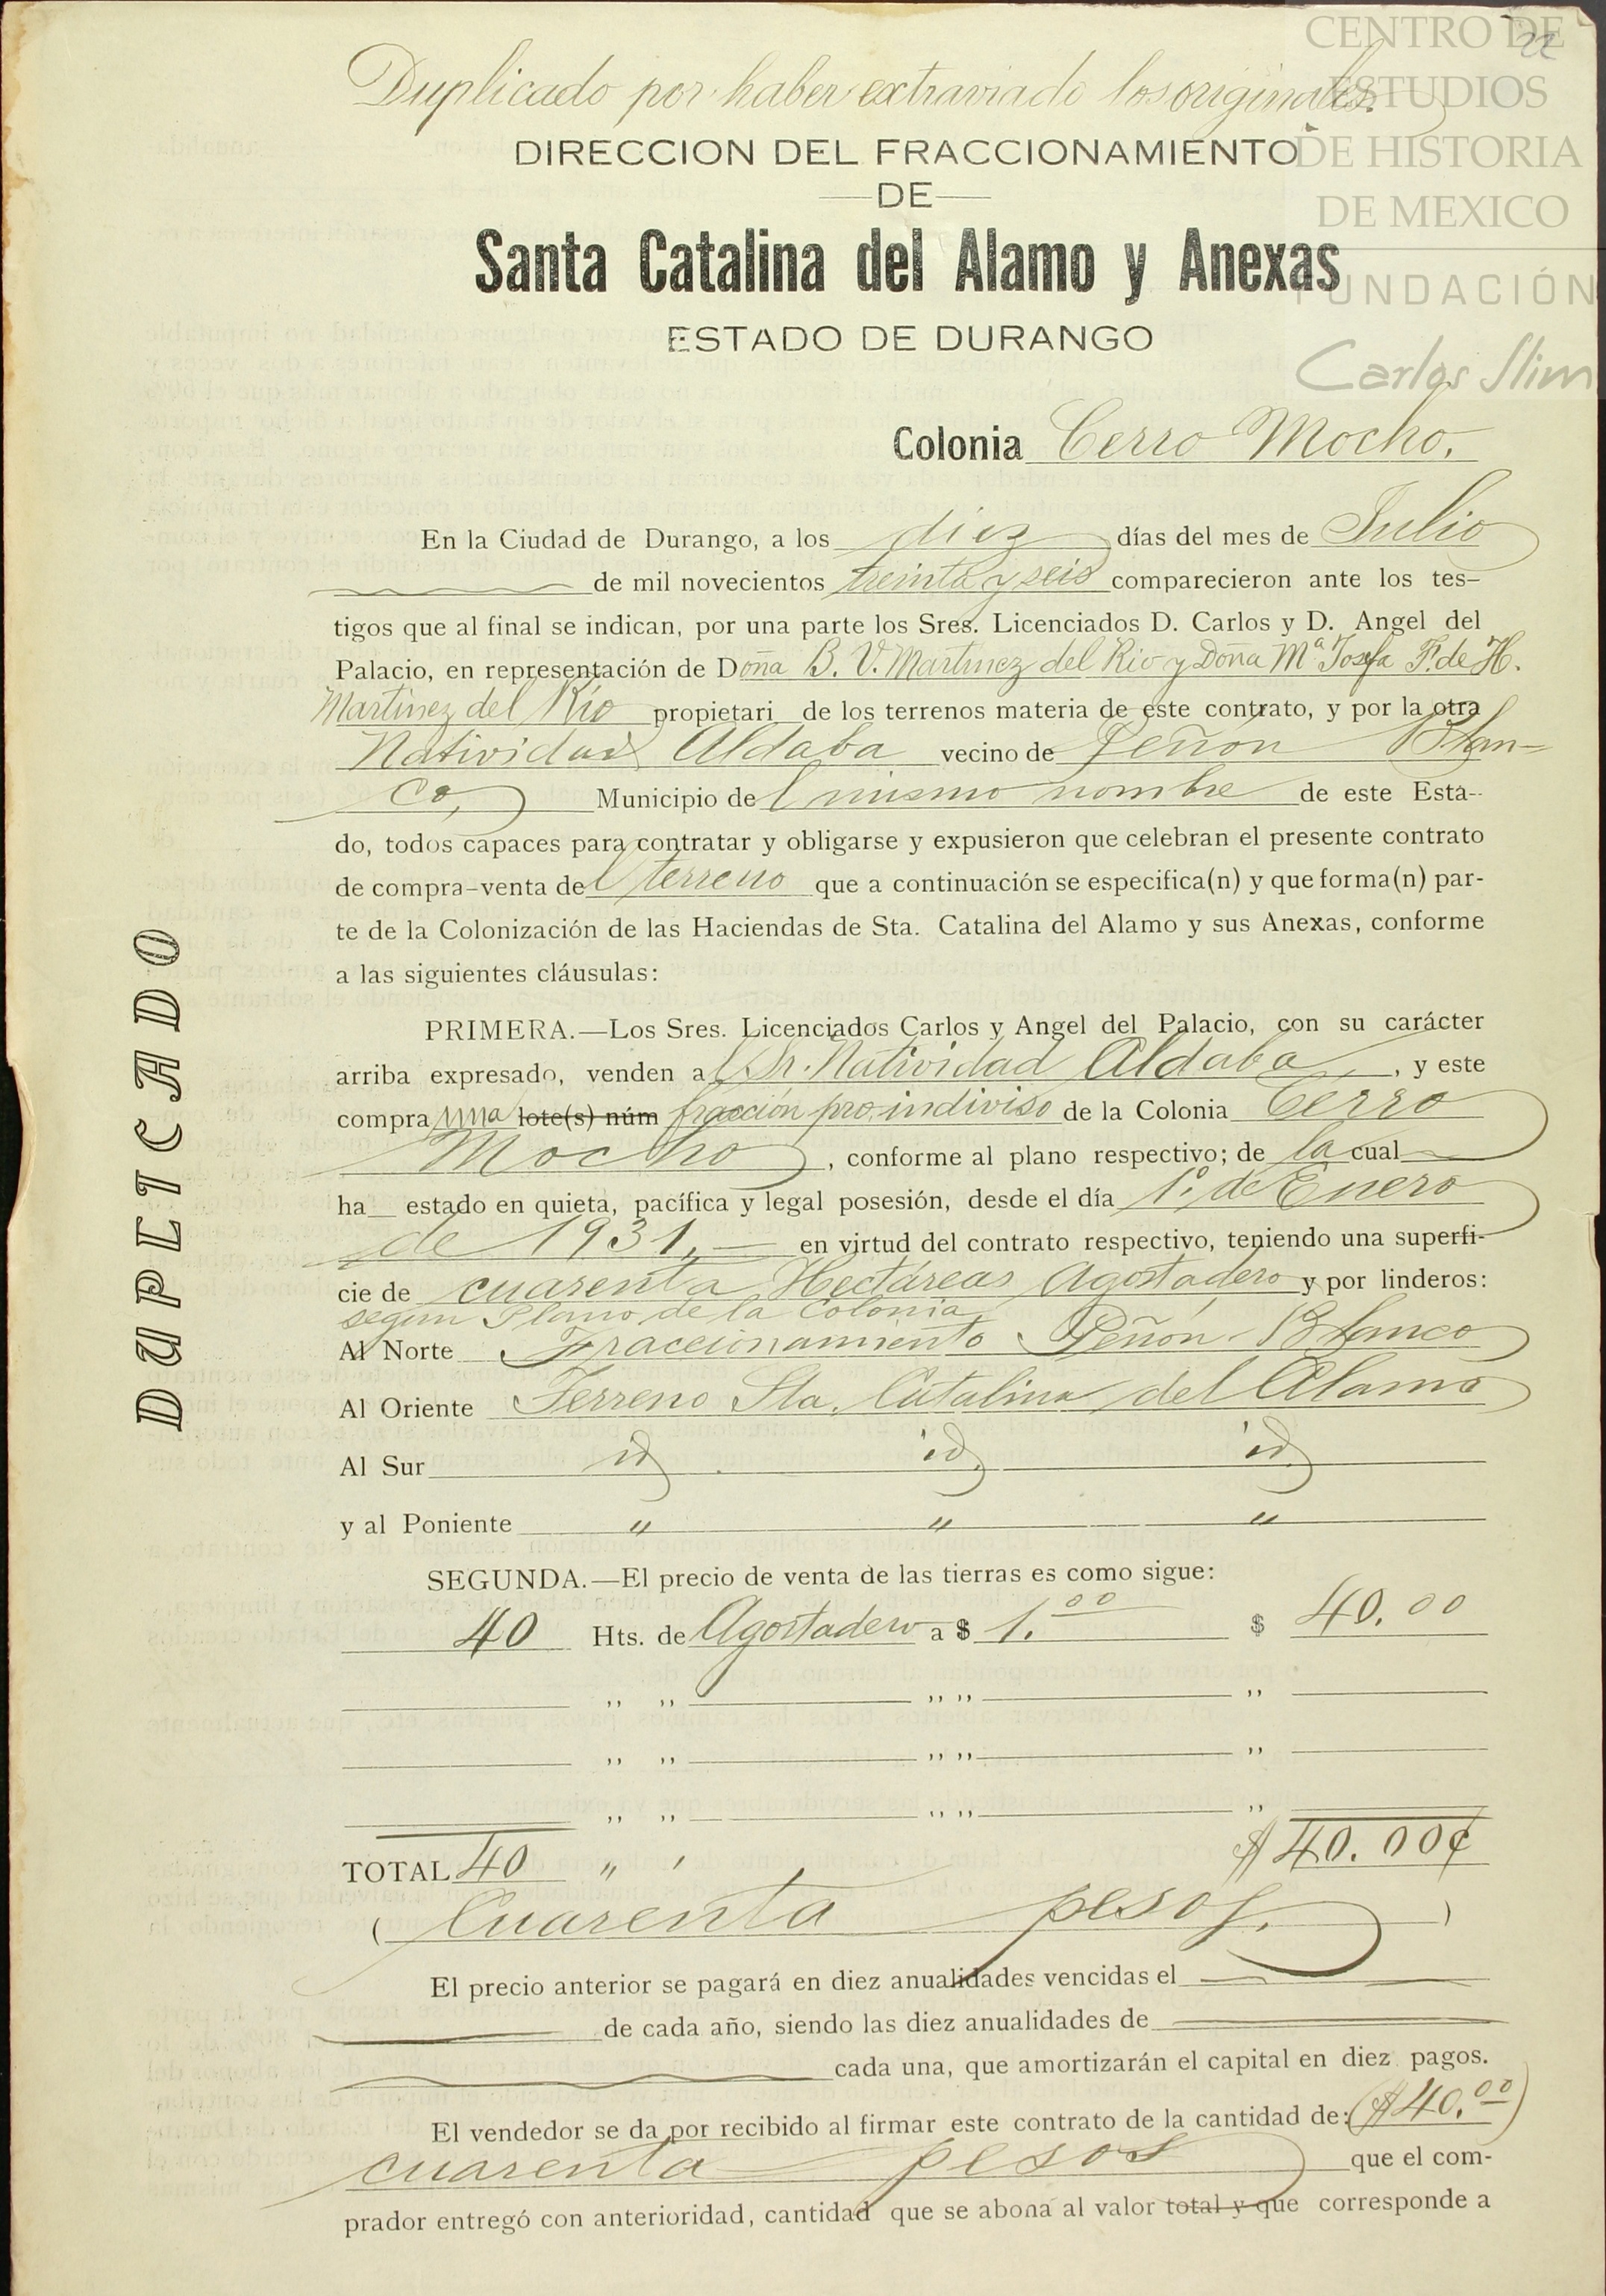 CENTRO DE
ESTUDIOS
DE HISTORIA
DE MEXICO
FUNDACIÓN
Carlos Slim
22
Duplicado por haber extraviado los originales.
DIRECCION DEL FRACCIONAMIENTO
—DE—
Santa Catalina del Alamo y Anexas
ESTADO DE DURANGO
Colonia Cerro Mocho.
En la Ciudad de Durango, a los diez días del mes de Julio
de mil novecientos treinta y seis comparecieron ante los tes-
tigos que al final se indican, por una parte los Sres. Licenciados D. Carlos y D. Angel del
Palacio, en representación de Doña B. V. Martinez del Rio y Doña Mª Josefa F. de H.
Martinez del Río propietari de los terrenos materia de este contrato, y por la otra
Natividad Aldaba vecino de Peñón Blan-
co, Municipio del mismo nombre de este Esta-
do, todos capaces para contratar y obligarse y expusieron que celebran el presente contrato
de compra-venta del terreno que a continuación se especifica(n) y que forma(n) par-
te de la Colonización de las Haciendas de Sta. Catalina del Alamo y sus Anexas, conforme
a las siguientes cláusulas:
PRIMERA.—Los Sres. Licenciados Carlos y Angel del Palacio, con su carácter
arriba expresado, venden al Sr. Natividad Aldaba, y este
compra una lote(s) núm fracción pro-indiviso de la Colonia Cerro
Mocho, conforme al plano respectivo; de la cual
ha estado en quieta, pacífica y legal posesión, desde el día 1º. de Enero
de 1931, en virtud del contrato respectivo, teniendo una superfi-
cie de cuarenta Hectáreas Agostadero y por linderos:
según Plano de la Colonia
Al Norte Fraccionamiento Peñón Blanco
Al Oriente Terreno Sta. Catalina del Alamo
Al Sur id id. id.
y al Poniente " " "
SEGUNDA.—El precio de venta de las tierras es como sigue:
40 Hts. de Agostadero a $ 1.00 $ 40.00
,, ,, ,, ,, ,,
,, ,, ,, ,, ,,
,, ,, ,, ,, ,,
TOTAL 40 " ' $ 40.00¢
( Cuarenta pesos. )
El precio anterior se pagará en diez anualidades vencidas el
de cada año, siendo las diez anualidades de
cada una, que amortizarán el capital en diez pagos.
El vendedor se da por recibido al firmar este contrato de la cantidad de: ($40.00)
cuarenta pesos que el com-
prador entregó con anterioridad, cantidad que se abona al valor total y que corresponde a
DUPLICADO